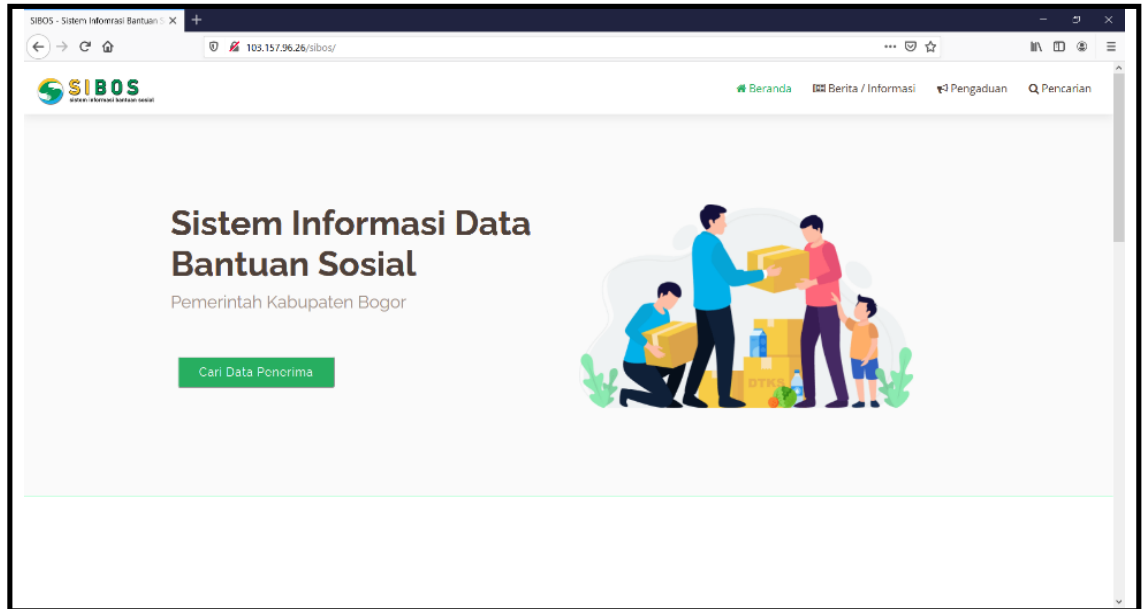 SIBOS - Sistem Infomrasi Bantuan S
103.157.96.26/sibos/
SIBOS
sistem informasi bantuan sosial
Beranda
Berita / Informasi
Pengaduan
Pencarian
Sistem Informasi Data
Bantuan Sosial
Pemerintah Kabupaten Bogor
Cari Data Penerima
DTKS